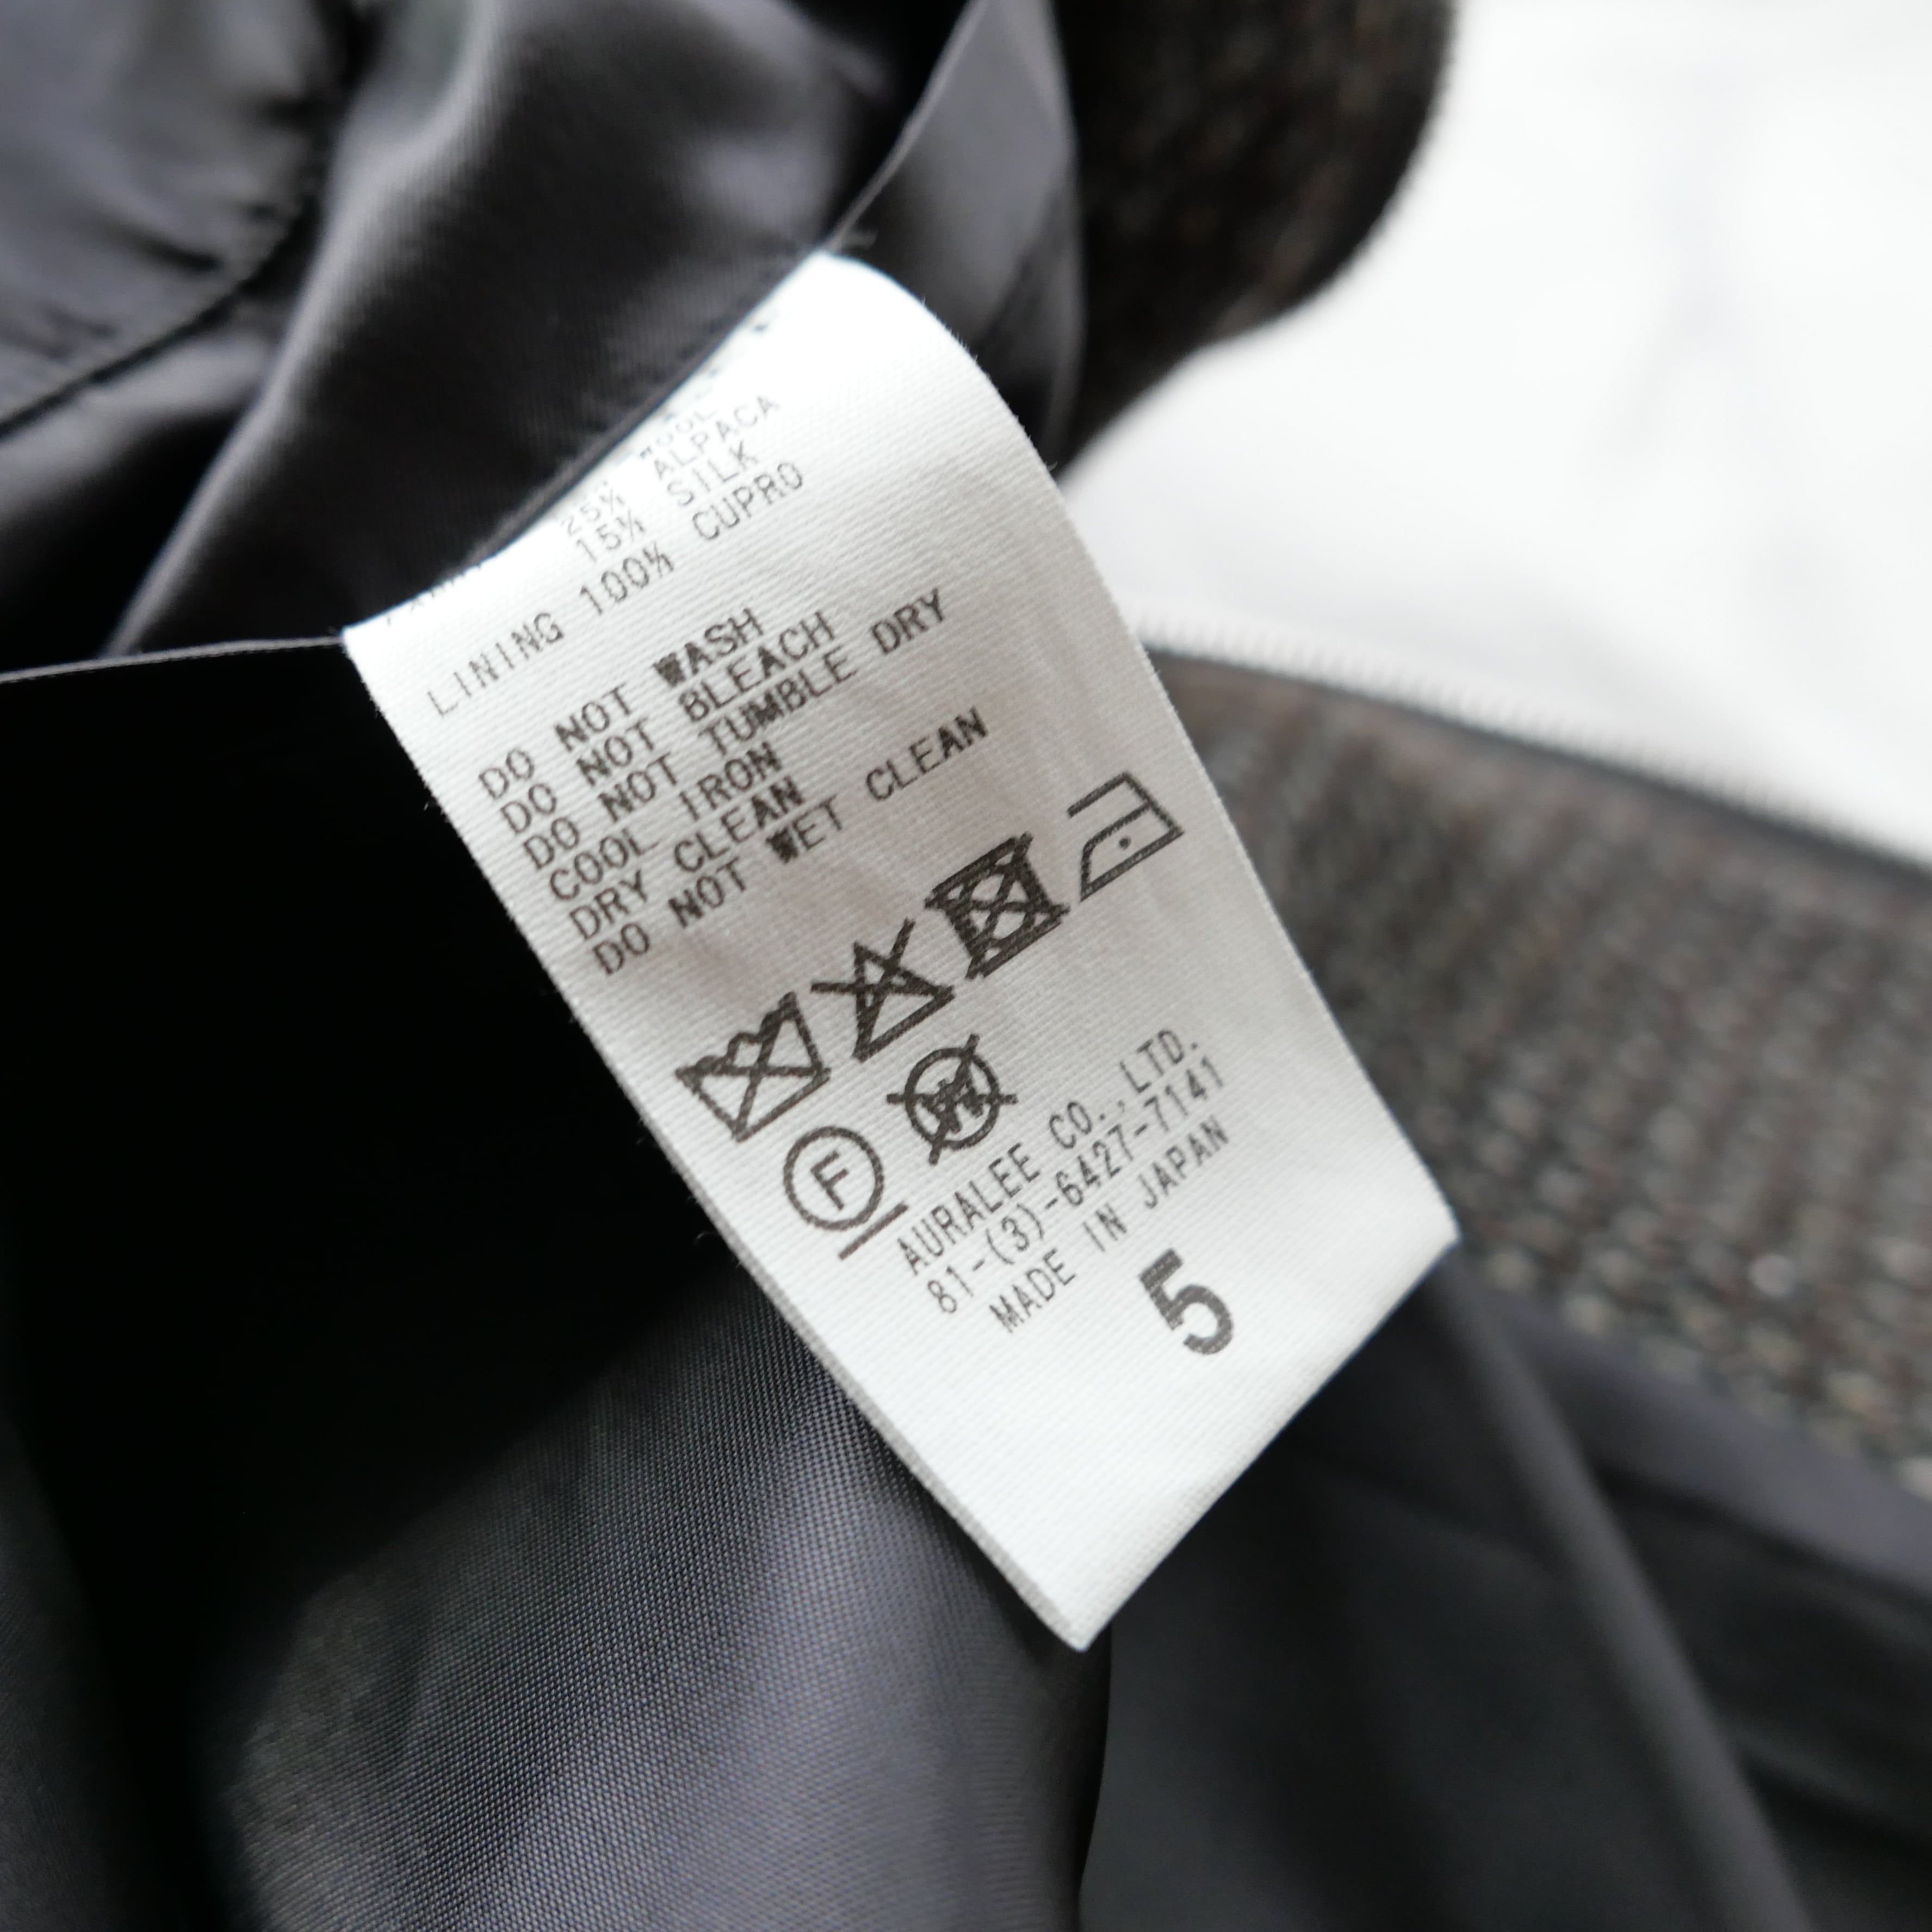 WOOL
25% ALPACA
15% SILK
LINING 100% CUPRO
DO NOT WASH
DO NOT BLEACH
DO NOT TUMBLE DRY
COOL IRON
DRY CLEAN
DO NOT WET CLEAN
W
F
AURALEE CO.,LTD.
81-(3)-6427-7141
MADE IN JAPAN
5